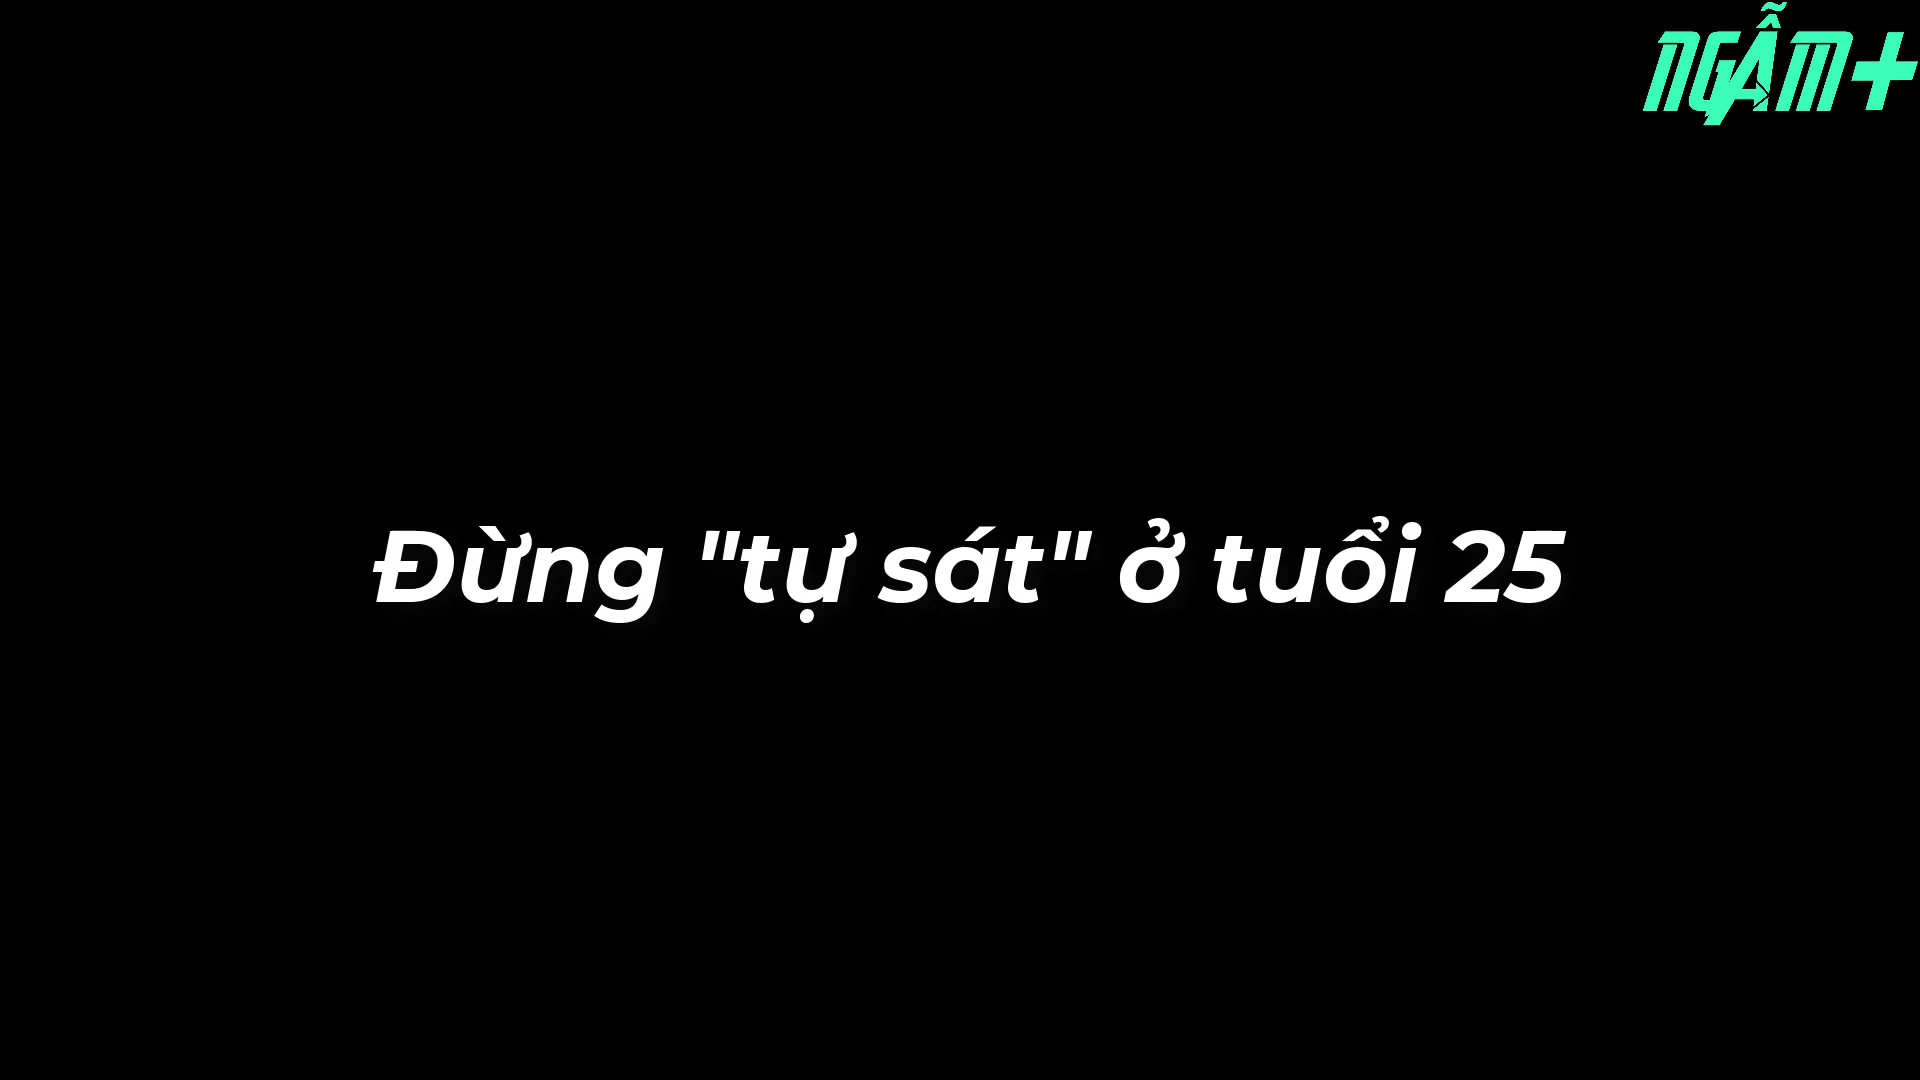 NGẪM+
Đừng "tự sát" ở tuổi 25